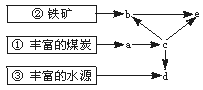 ② 铁矿 b e
① 丰富的煤炭 a c
③ 丰富的水源 d